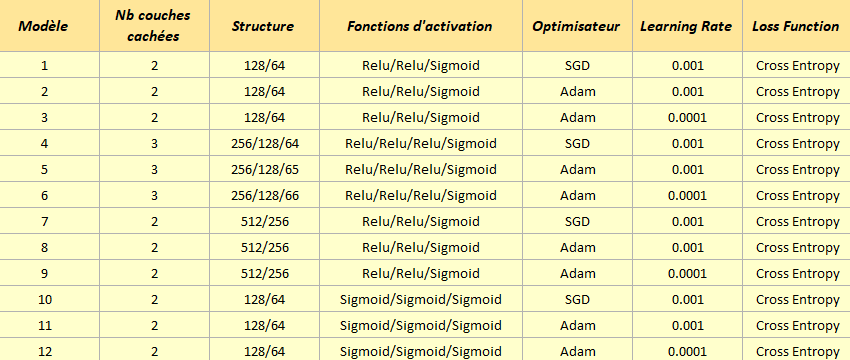 Modèle Nb couches cachées Structure Fonctions d'activation Optimisateur Learning Rate Loss Function
1 2 128/64 Relu/Relu/Sigmoid SGD 0.001 Cross Entropy
2 2 128/64 Relu/Relu/Sigmoid Adam 0.001 Cross Entropy
3 2 128/64 Relu/Relu/Sigmoid Adam 0.0001 Cross Entropy
4 3 256/128/64 Relu/Relu/Relu/Sigmoid SGD 0.001 Cross Entropy
5 3 256/128/65 Relu/Relu/Relu/Sigmoid Adam 0.001 Cross Entropy
6 3 256/128/66 Relu/Relu/Relu/Sigmoid Adam 0.0001 Cross Entropy
7 2 512/256 Relu/Relu/Sigmoid SGD 0.001 Cross Entropy
8 2 512/256 Relu/Relu/Sigmoid Adam 0.001 Cross Entropy
9 2 512/256 Relu/Relu/Sigmoid Adam 0.0001 Cross Entropy
10 2 128/64 Sigmoid/Sigmoid/Sigmoid SGD 0.001 Cross Entropy
11 2 128/64 Sigmoid/Sigmoid/Sigmoid Adam 0.001 Cross Entropy
12 2 128/64 Sigmoid/Sigmoid/Sigmoid Adam 0.0001 Cross Entropy